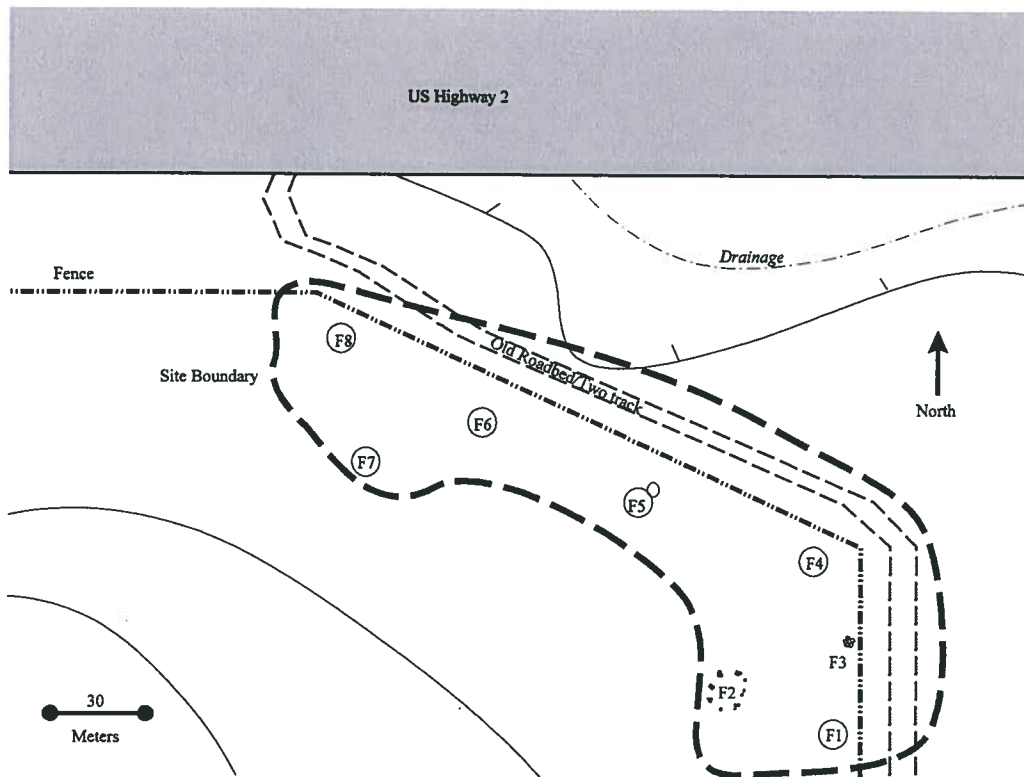 US Highway 2
Drainage
Fence
Old Roadbed/Two track
F8
Site Boundary
North
F6
F7
F5
F4
F3
F2
30
F1
Meters